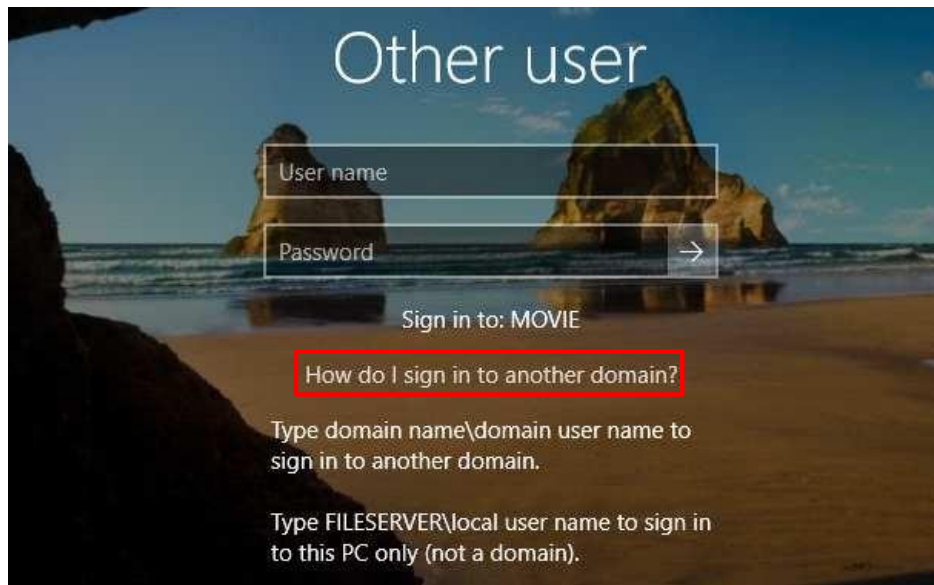 Other user
User name
Password
Sign in to: MOVIE
How do I sign in to another domain?
Type domain name\domain user name to
sign in to another domain.
Type FILESERVER\local user name to sign in
to this PC only (not a domain).